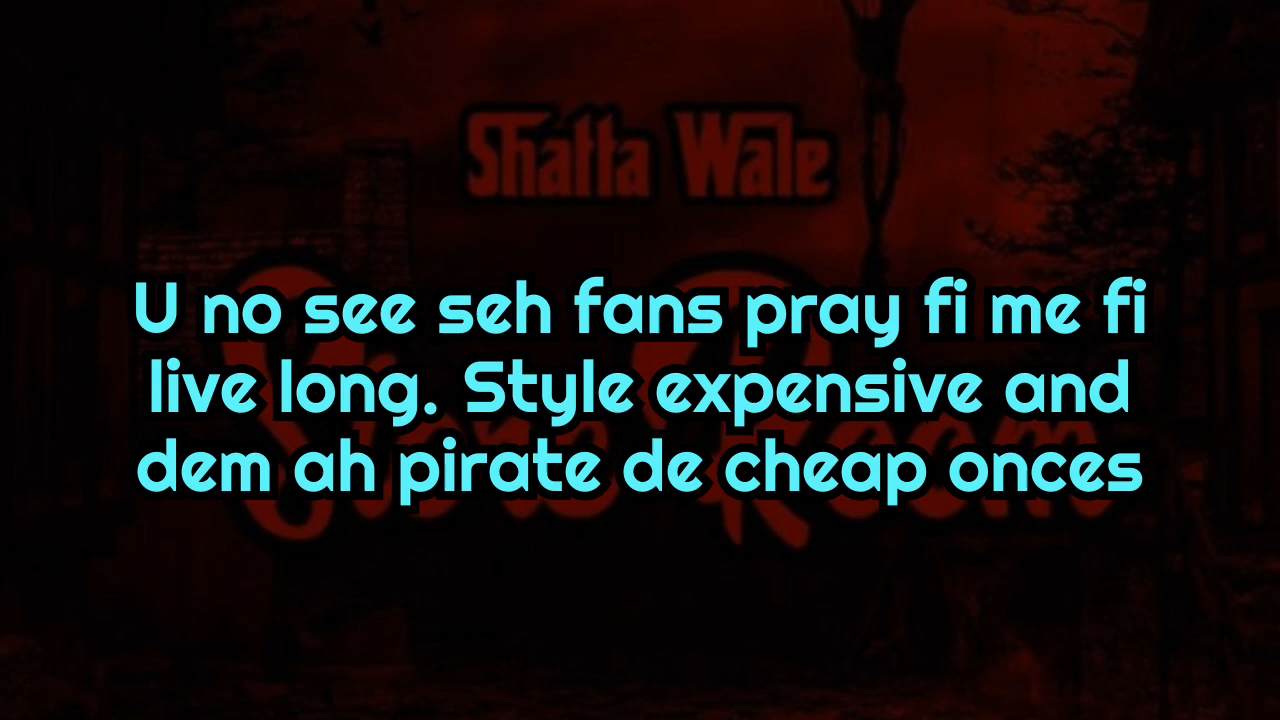 Shatta Wale
U no see seh fans pray fi me fi
live long. Style expensive and
dem ah pirate de cheap onces
Room